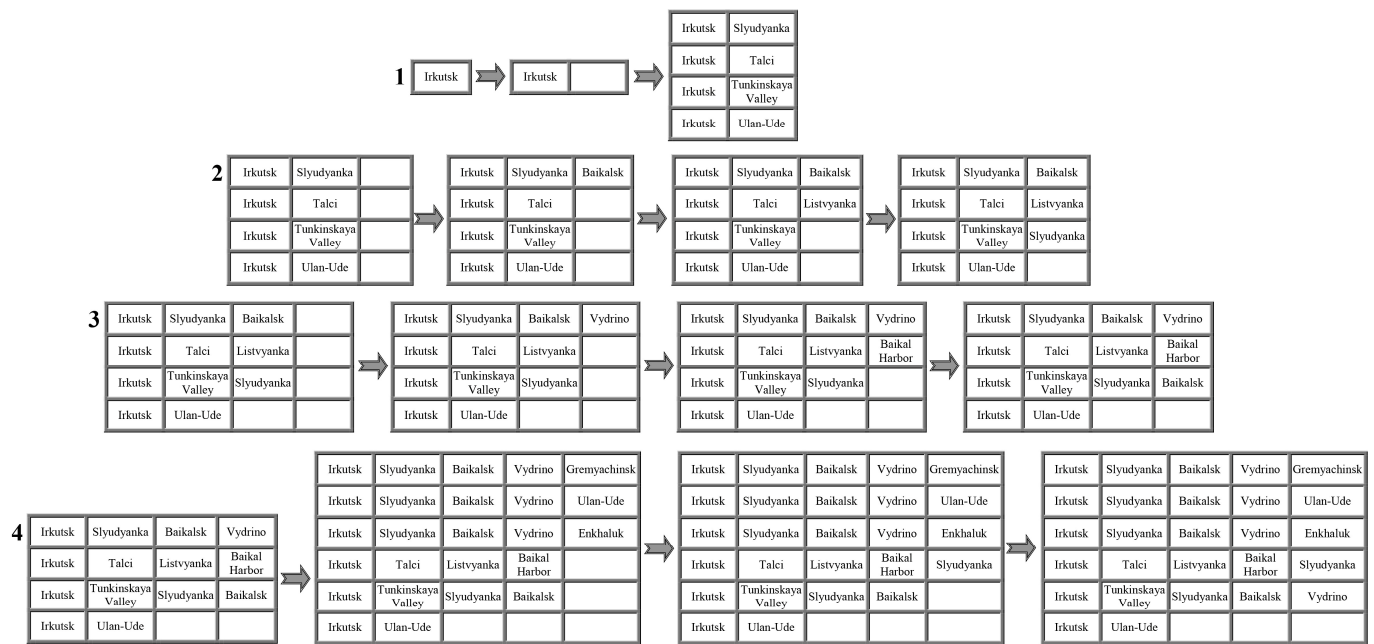 1
Irkutsk
Irkutsk
Irkutsk Slyudyanka
Irkutsk Talci
Irkutsk Tunkinskaya
Valley
Irkutsk Ulan-Ude
2
Irkutsk Slyudyanka
Irkutsk Talci
Irkutsk Tunkinskaya
Valley
Irkutsk Ulan-Ude
Irkutsk Slyudyanka Baikalsk
Irkutsk Talci
Irkutsk Tunkinskaya
Valley
Irkutsk Ulan-Ude
Irkutsk Slyudyanka Baikalsk
Irkutsk Talci Listvyanka
Irkutsk Tunkinskaya
Valley
Irkutsk Ulan-Ude
Irkutsk Slyudyanka Baikalsk
Irkutsk Talci Listvyanka
Irkutsk Tunkinskaya
Valley Slyudyanka
Irkutsk Ulan-Ude
3
Irkutsk Slyudyanka Baikalsk
Irkutsk Talci Listvyanka
Irkutsk Tunkinskaya
Valley Slyudyanka
Irkutsk Ulan-Ude
Irkutsk Slyudyanka Baikalsk Vydrino
Irkutsk Talci Listvyanka
Irkutsk Tunkinskaya
Valley Slyudyanka
Irkutsk Ulan-Ude
Irkutsk Slyudyanka Baikalsk Vydrino
Irkutsk Talci Listvyanka Baikal
Harbor
Irkutsk Tunkinskaya
Valley Slyudyanka
Irkutsk Ulan-Ude
Irkutsk Slyudyanka Baikalsk Vydrino
Irkutsk Talci Listvyanka Baikal
Harbor
Irkutsk Tunkinskaya
Valley Slyudyanka Baikalsk
Irkutsk Ulan-Ude
4
Irkutsk Slyudyanka Baikalsk Vydrino
Irkutsk Talci Listvyanka Baikal
Harbor
Irkutsk Tunkinskaya
Valley Slyudyanka Baikalsk
Irkutsk Ulan-Ude
Irkutsk Slyudyanka Baikalsk Vydrino Gremyachinsk
Irkutsk Slyudyanka Baikalsk Vydrino Ulan-Ude
Irkutsk Slyudyanka Baikalsk Vydrino Enkhaluk
Irkutsk Talci Listvyanka Baikal
Harbor
Irkutsk Tunkinskaya
Valley Slyudyanka Baikalsk
Irkutsk Ulan-Ude
Irkutsk Slyudyanka Baikalsk Vydrino Gremyachinsk
Irkutsk Slyudyanka Baikalsk Vydrino Ulan-Ude
Irkutsk Slyudyanka Baikalsk Vydrino Enkhaluk
Irkutsk Talci Listvyanka Baikal
Harbor Slyudyanka
Irkutsk Tunkinskaya
Valley Slyudyanka Baikalsk
Irkutsk Ulan-Ude
Irkutsk Slyudyanka Baikalsk Vydrino Gremyachinsk
Irkutsk Slyudyanka Baikalsk Vydrino Ulan-Ude
Irkutsk Slyudyanka Baikalsk Vydrino Enkhaluk
Irkutsk Talci Listvyanka Baikal
Harbor Slyudyanka
Irkutsk Tunkinskaya
Valley Slyudyanka Baikalsk Vydrino
Irkutsk Ulan-Ude